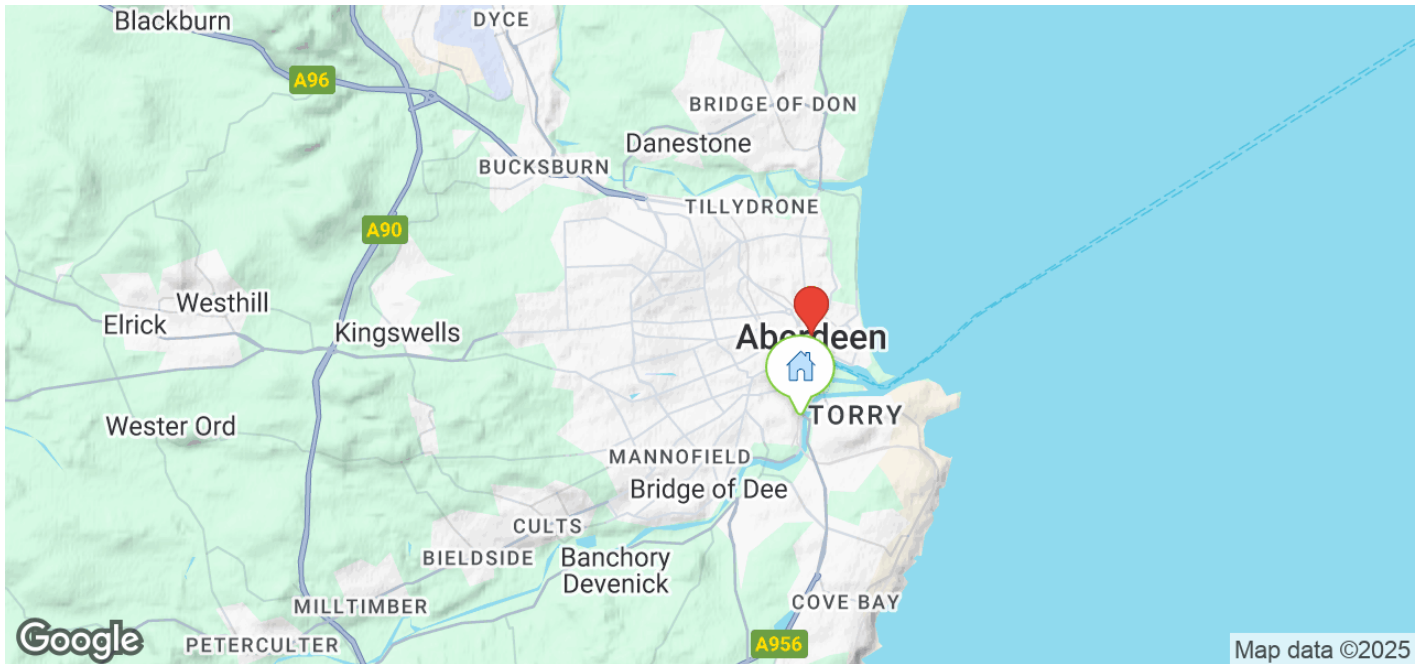 Blackburn
DYCE
A96
BRIDGE OF DON
Danestone
BUCKSBURN
TILLYDRONE
A90
Westhill
Elrick
Kingswells
Aberdeen
TORRY
Wester Ord
MANNOFIELD
Bridge of Dee
CULTS
BIELDSIDE
Banchory
Devenick
MILLTIMBER
COVE BAY
PETERCULTER
A956
Google
Map data ©2025